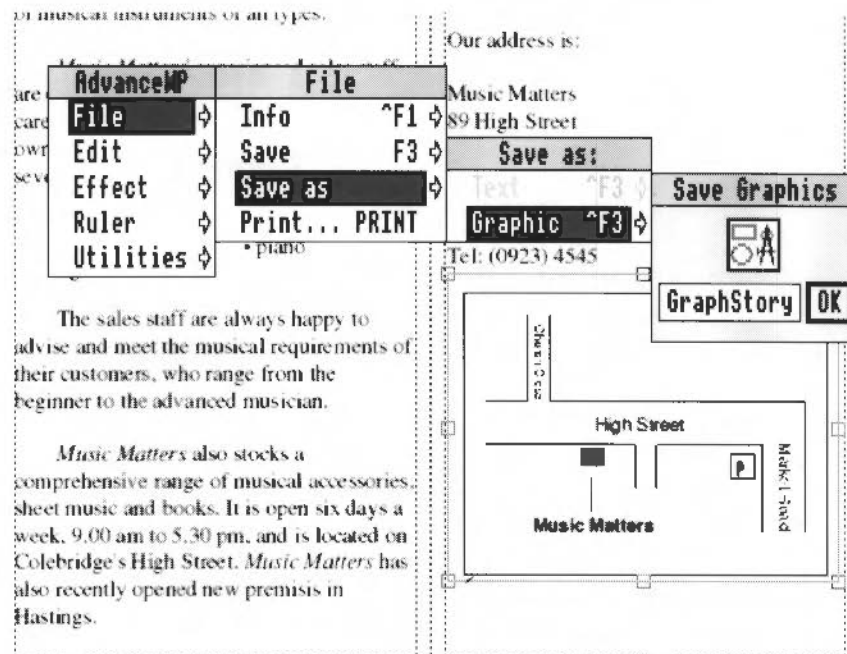 of musical instruments of all types.
Music Matters
are
care
own
seve
• piano
The sales staff are always happy to
advise and meet the musical requirements of
their customers, who range from the
beginner to the advanced musician.
Music Matters also stocks a
comprehensive range of musical accessories,
sheet music and books. It is open six days a
week, 9.00 am to 5.30 pm, and is located on
Colebridge's High Street. Music Matters has
also recently opened new premisis in
Hastings.
Our address is:
Music Matters
89 High Street
Tel: (0923) 4545
AdvanceWP
File
Edit
Effect
Ruler
Utilities
File
Info ^F1
Save F3
Save as
Print... PRINT
Save as:
Text ^F3
Graphic ^F3
Save Graphics
GraphStory OK
High Street
P
Music Matters